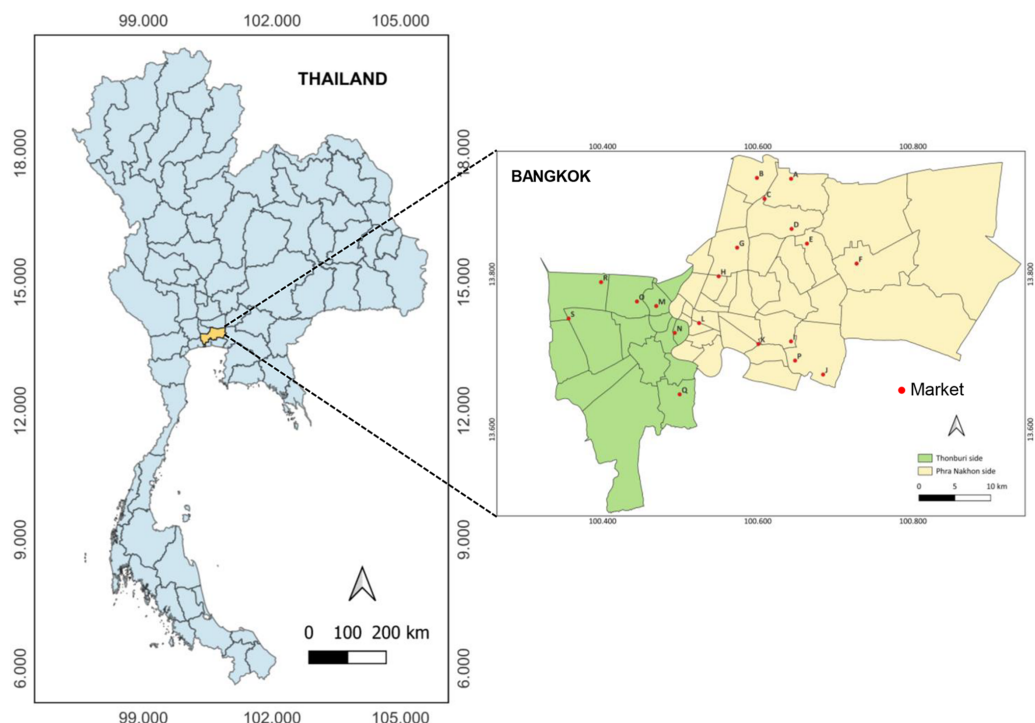 99.000 102.000 105.000
THAILAND
18.000 18.000
15.000 15.000
12.000 12.000
9.000 9.000
6.000 6.000
0 100 200 km
99.000 102.000 105.000
100.400 100.600 100.800
BANGKOK
B A
C
D
G E
F
13.800 13.800
R H
O M
S L
N
K I
P
J
Q
Market
13.600 13.600
Thonburi side
Phra Nakhon side
0 5 10 km
100.400 100.600 100.800